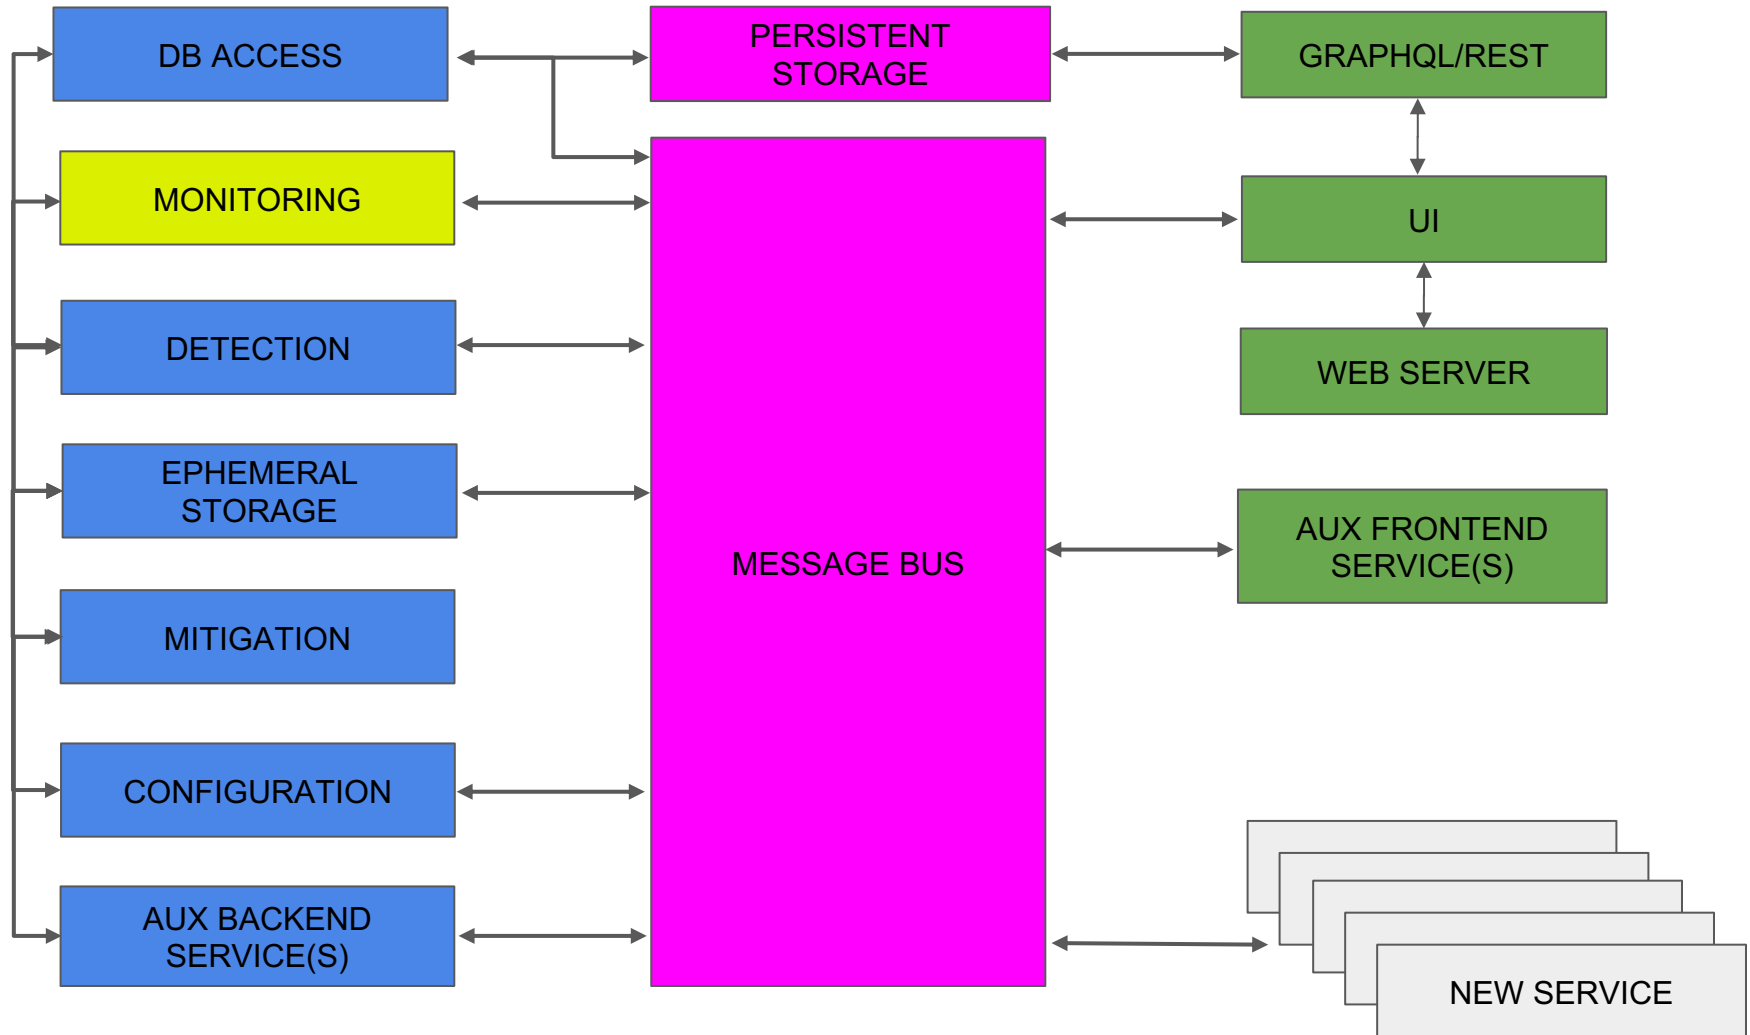 DB ACCESS
PERSISTENT
STORAGE
GRAPHQL/REST
MONITORING
UI
DETECTION
WEB SERVER
EPHEMERAL
STORAGE
MESSAGE BUS
AUX FRONTEND
SERVICE(S)
MITIGATION
CONFIGURATION
AUX BACKEND
SERVICE(S)
NEW SERVICE